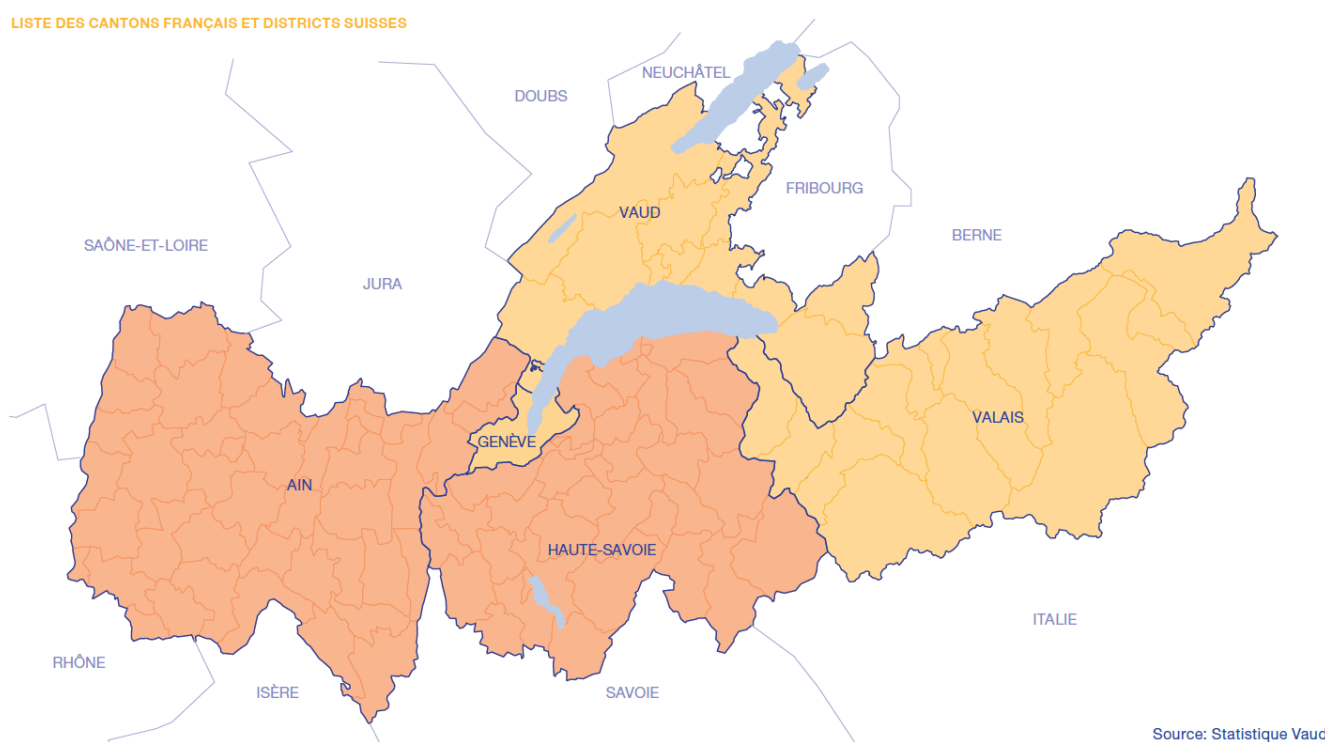 LISTE DES CANTONS FRANÇAIS ET DISTRICTS SUISSES
NEUCHÂTEL
DOUBS
FRIBOURG
VAUD
BERNE
SAÔNE-ET-LOIRE
JURA
VALAIS
GENÈVE
AIN
HAUTE-SAVOIE
ITALIE
RHÔNE
ISÈRE
SAVOIE
Source: Statistique Vaud